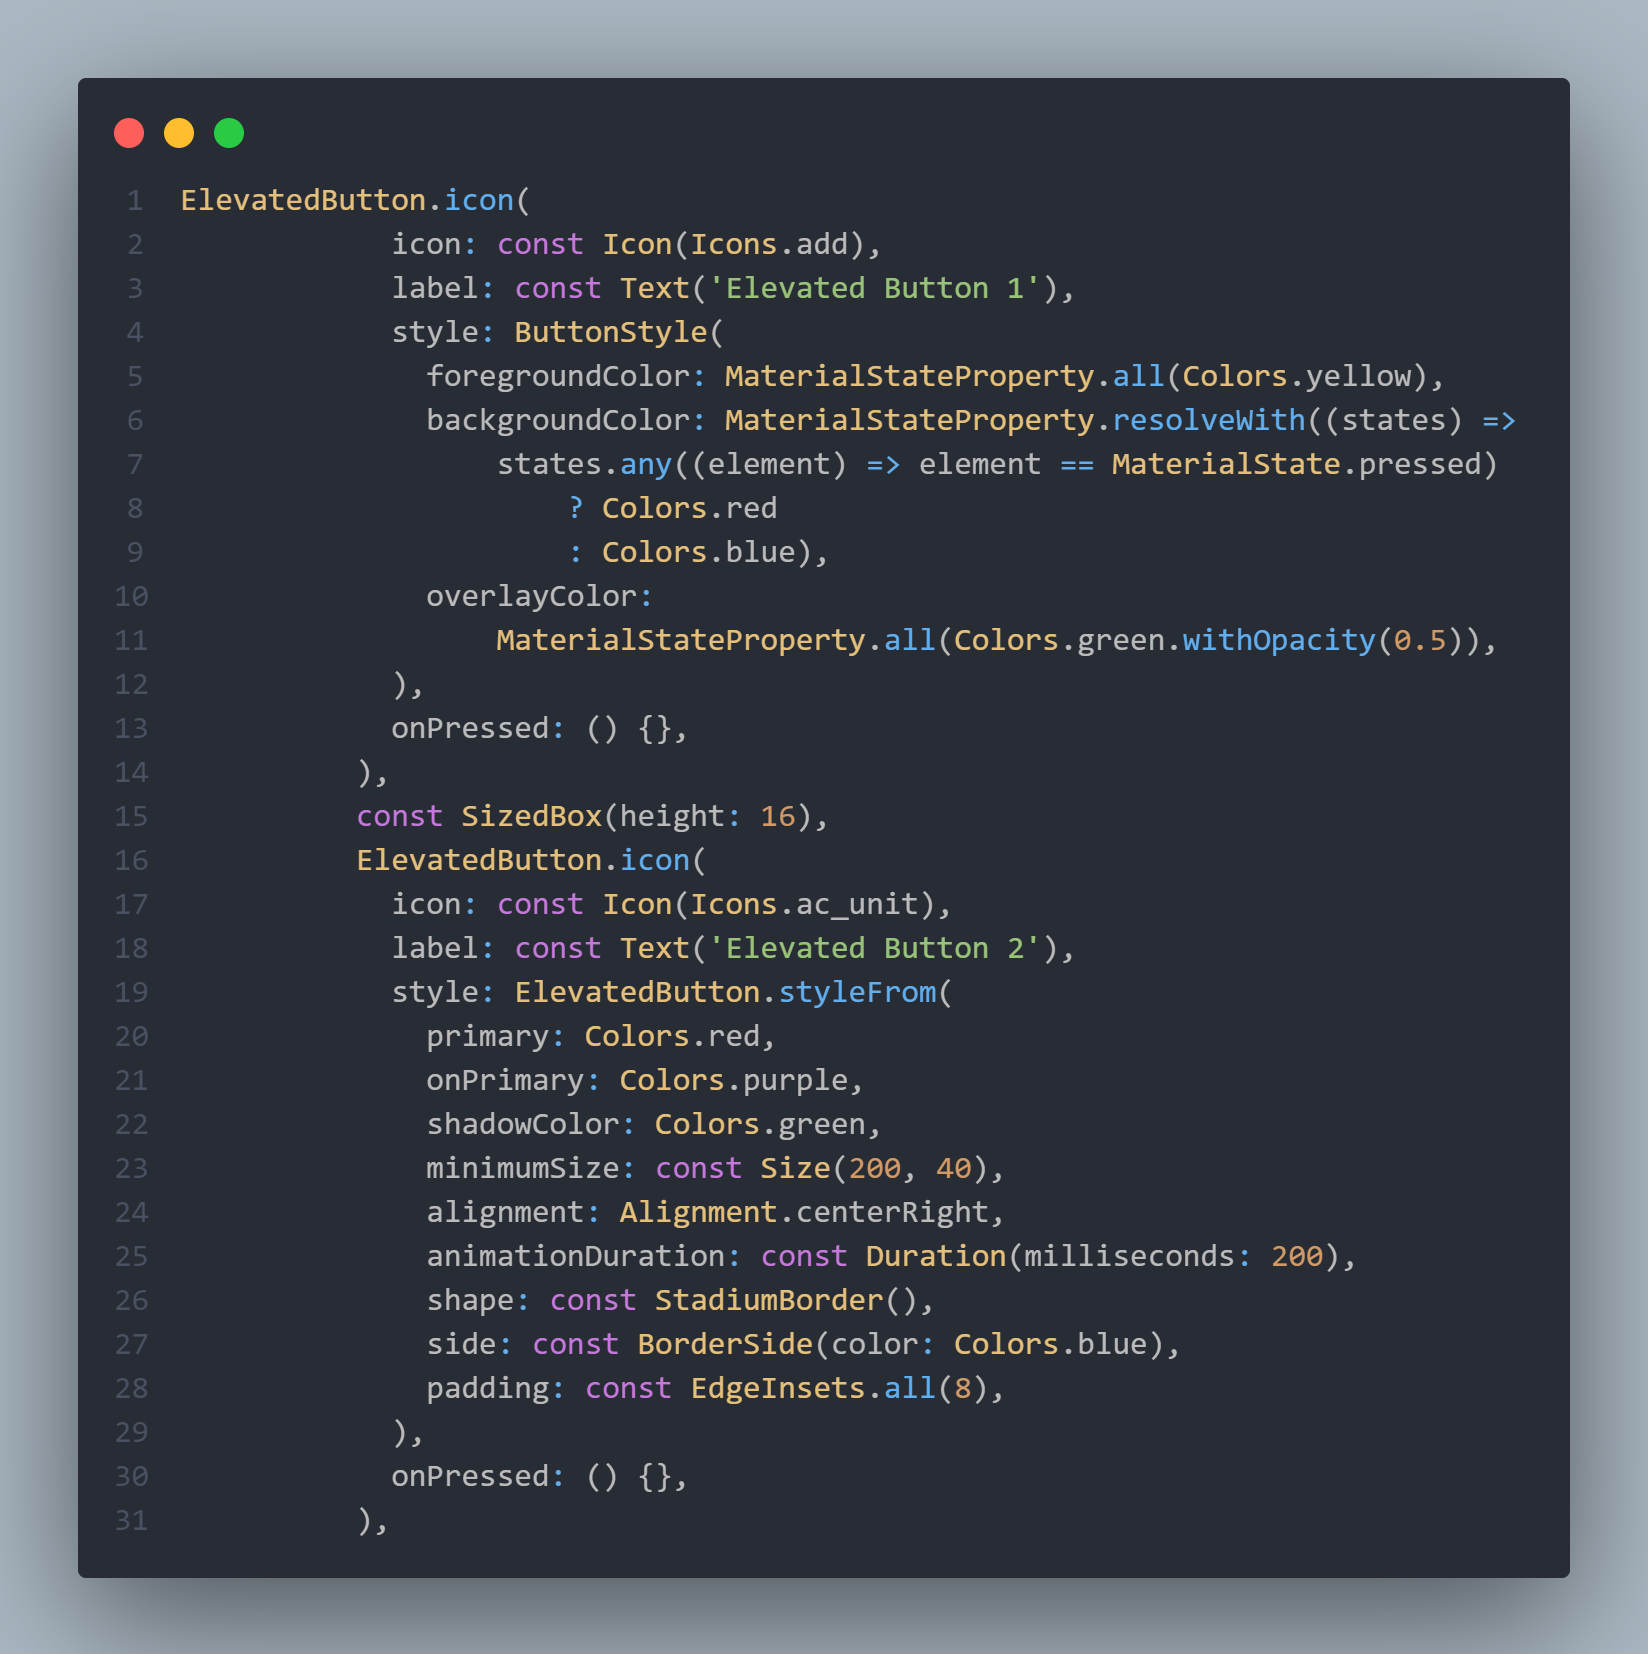 1 ElevatedButton.icon(
2 icon: const Icon(Icons.add),
3 label: const Text('Elevated Button 1'),
4 style: ButtonStyle(
5 foregroundColor: MaterialStateProperty.all(Colors.yellow),
6 backgroundColor: MaterialStateProperty.resolveWith((states) =>
7 states.any((element) => element == MaterialState.pressed)
8 ? Colors.red
9 : Colors.blue),
10 overlayColor:
11 MaterialStateProperty.all(Colors.green.withOpacity(0.5)),
12 ),
13 onPressed: () {},
14 ),
15 const SizedBox(height: 16),
16 ElevatedButton.icon(
17 icon: const Icon(Icons.ac_unit),
18 label: const Text('Elevated Button 2'),
19 style: ElevatedButton.styleFrom(
20 primary: Colors.red,
21 onPrimary: Colors.purple,
22 shadowColor: Colors.green,
23 minimumSize: const Size(200, 40),
24 alignment: Alignment.centerRight,
25 animationDuration: const Duration(milliseconds: 200),
26 shape: const StadiumBorder(),
27 side: const BorderSide(color: Colors.blue),
28 padding: const EdgeInsets.all(8),
29 ),
30 onPressed: () {},
31 ),